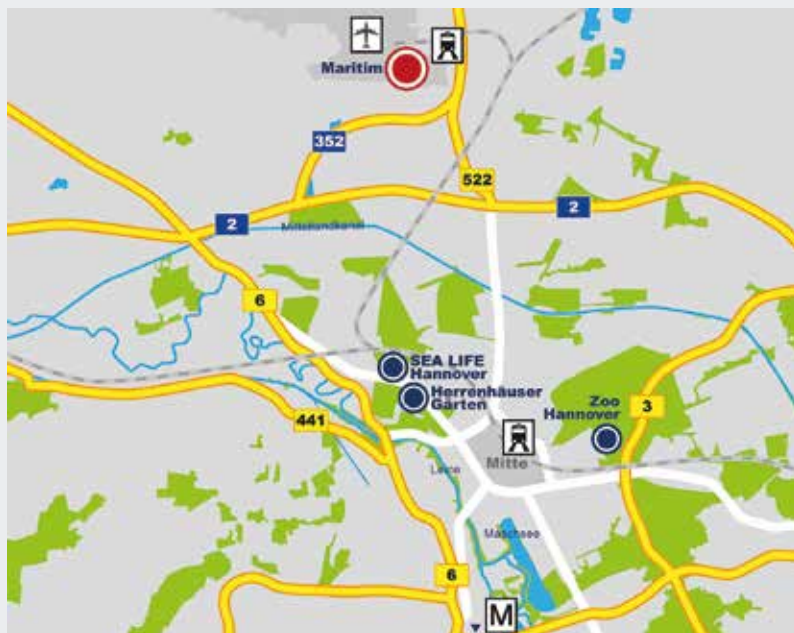 Maritim
352
522
2
2
Mittellandkanal
6
SEA LIFE
Hannover
Herrenhäuser
Gärten
Zoo
Hannover
3
441
Mitte
Leine
Maschsee
6
M